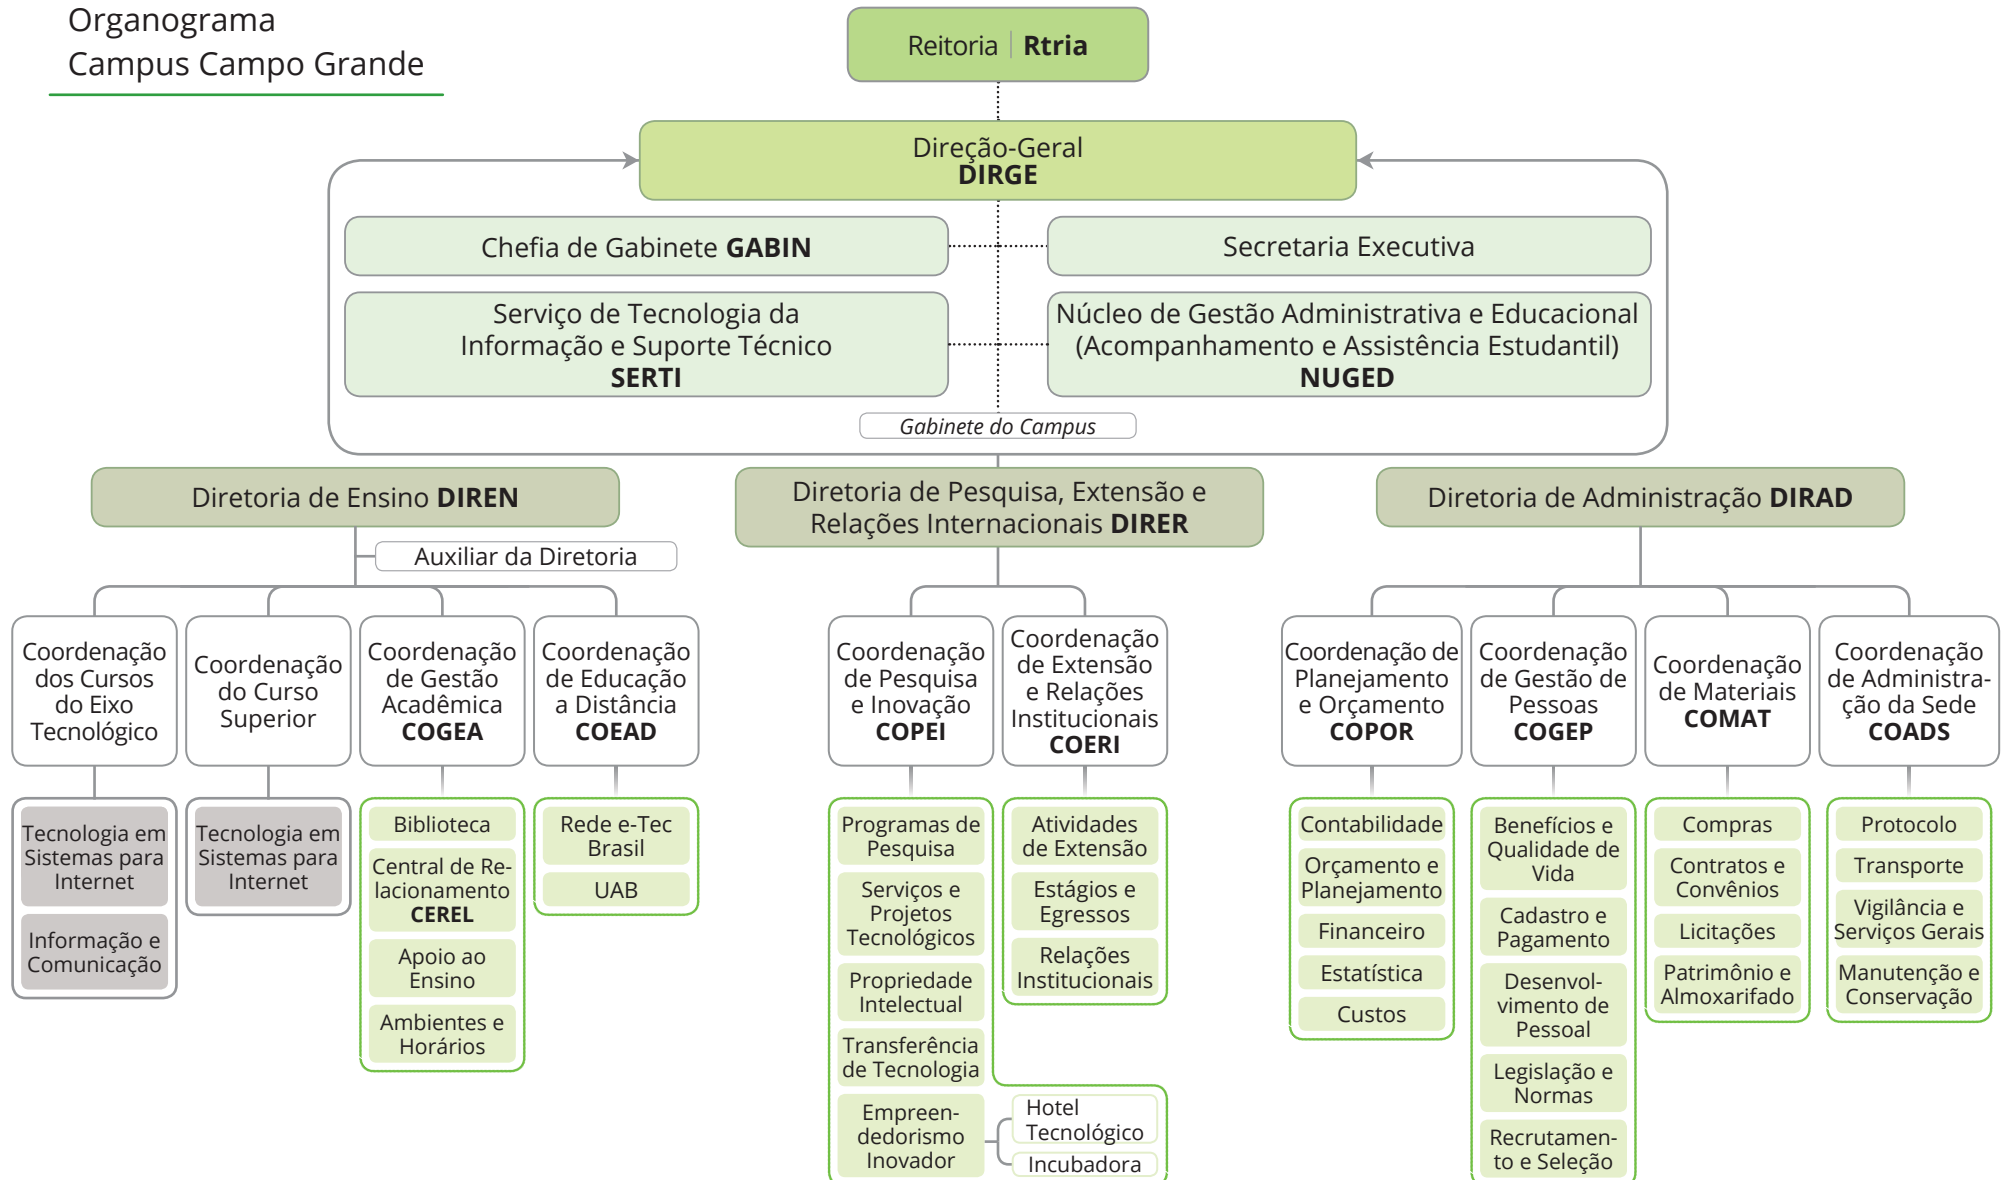 Organograma
Campus Campo Grande
Reitoria | Rtria
Direção-Geral
DIRGE
Chefia de Gabinete GABIN
Secretaria Executiva
Serviço de Tecnologia da
Informação e Suporte Técnico
SERTI
Núcleo de Gestão Administrativa e Educacional
(Acompanhamento e Assistência Estudantil)
NUGED
Gabinete do Campus
Diretoria de Ensino DIREN
Diretoria de Pesquisa, Extensão e
Relações Internacionais DIRER
Diretoria de Administração DIRAD
Auxiliar da Diretoria
Coordenação
dos Cursos
do Eixo
Tecnológico
Coordenação
do Curso
Superior
Coordenação
de Gestão
Acadêmica
COGEA
Coordenação
de Educação
a Distância
COEAD
Coordenação
de Pesquisa
e Inovação
COPEI
Coordenação
de Extensão
e Relações
Institucionais
COERI
Coordenação de
Planejamento
e Orçamento
COPOR
Coordenação
de Gestão de
Pessoas
COGEP
Coordenação
de Materiais
COMAT
Coordenação
de Administra-
ção da Sede
COADS
Tecnologia em
Sistemas para
Internet
Informação e
Comunicação
Tecnologia em
Sistemas para
Internet
Biblioteca
Central de Re-
lacionamento
CEREL
Apoio ao
Ensino
Ambientes e
Horários
Rede e-Tec
Brasil
UAB
Programas de
Pesquisa
Serviços e
Projetos
Tecnológicos
Propriedade
Intelectual
Transferência
de Tecnologia
Empreen-
dedorismo
Inovador
Hotel
Tecnológico
Incubadora
Atividades
de Extensão
Estágios e
Egressos
Relações
Institucionais
Contabilidade
Orçamento e
Planejamento
Financeiro
Estatística
Custos
Benefícios e
Qualidade de
Vida
Cadastro e
Pagamento
Desenvol-
vimento de
Pessoal
Legislação e
Normas
Recrutamen-
to e Seleção
Compras
Contratos e
Convênios
Licitações
Patrimônio e
Almoxarifado
Protocolo
Transporte
Vigilância e
Serviços Gerais
Manutenção e
Conservação